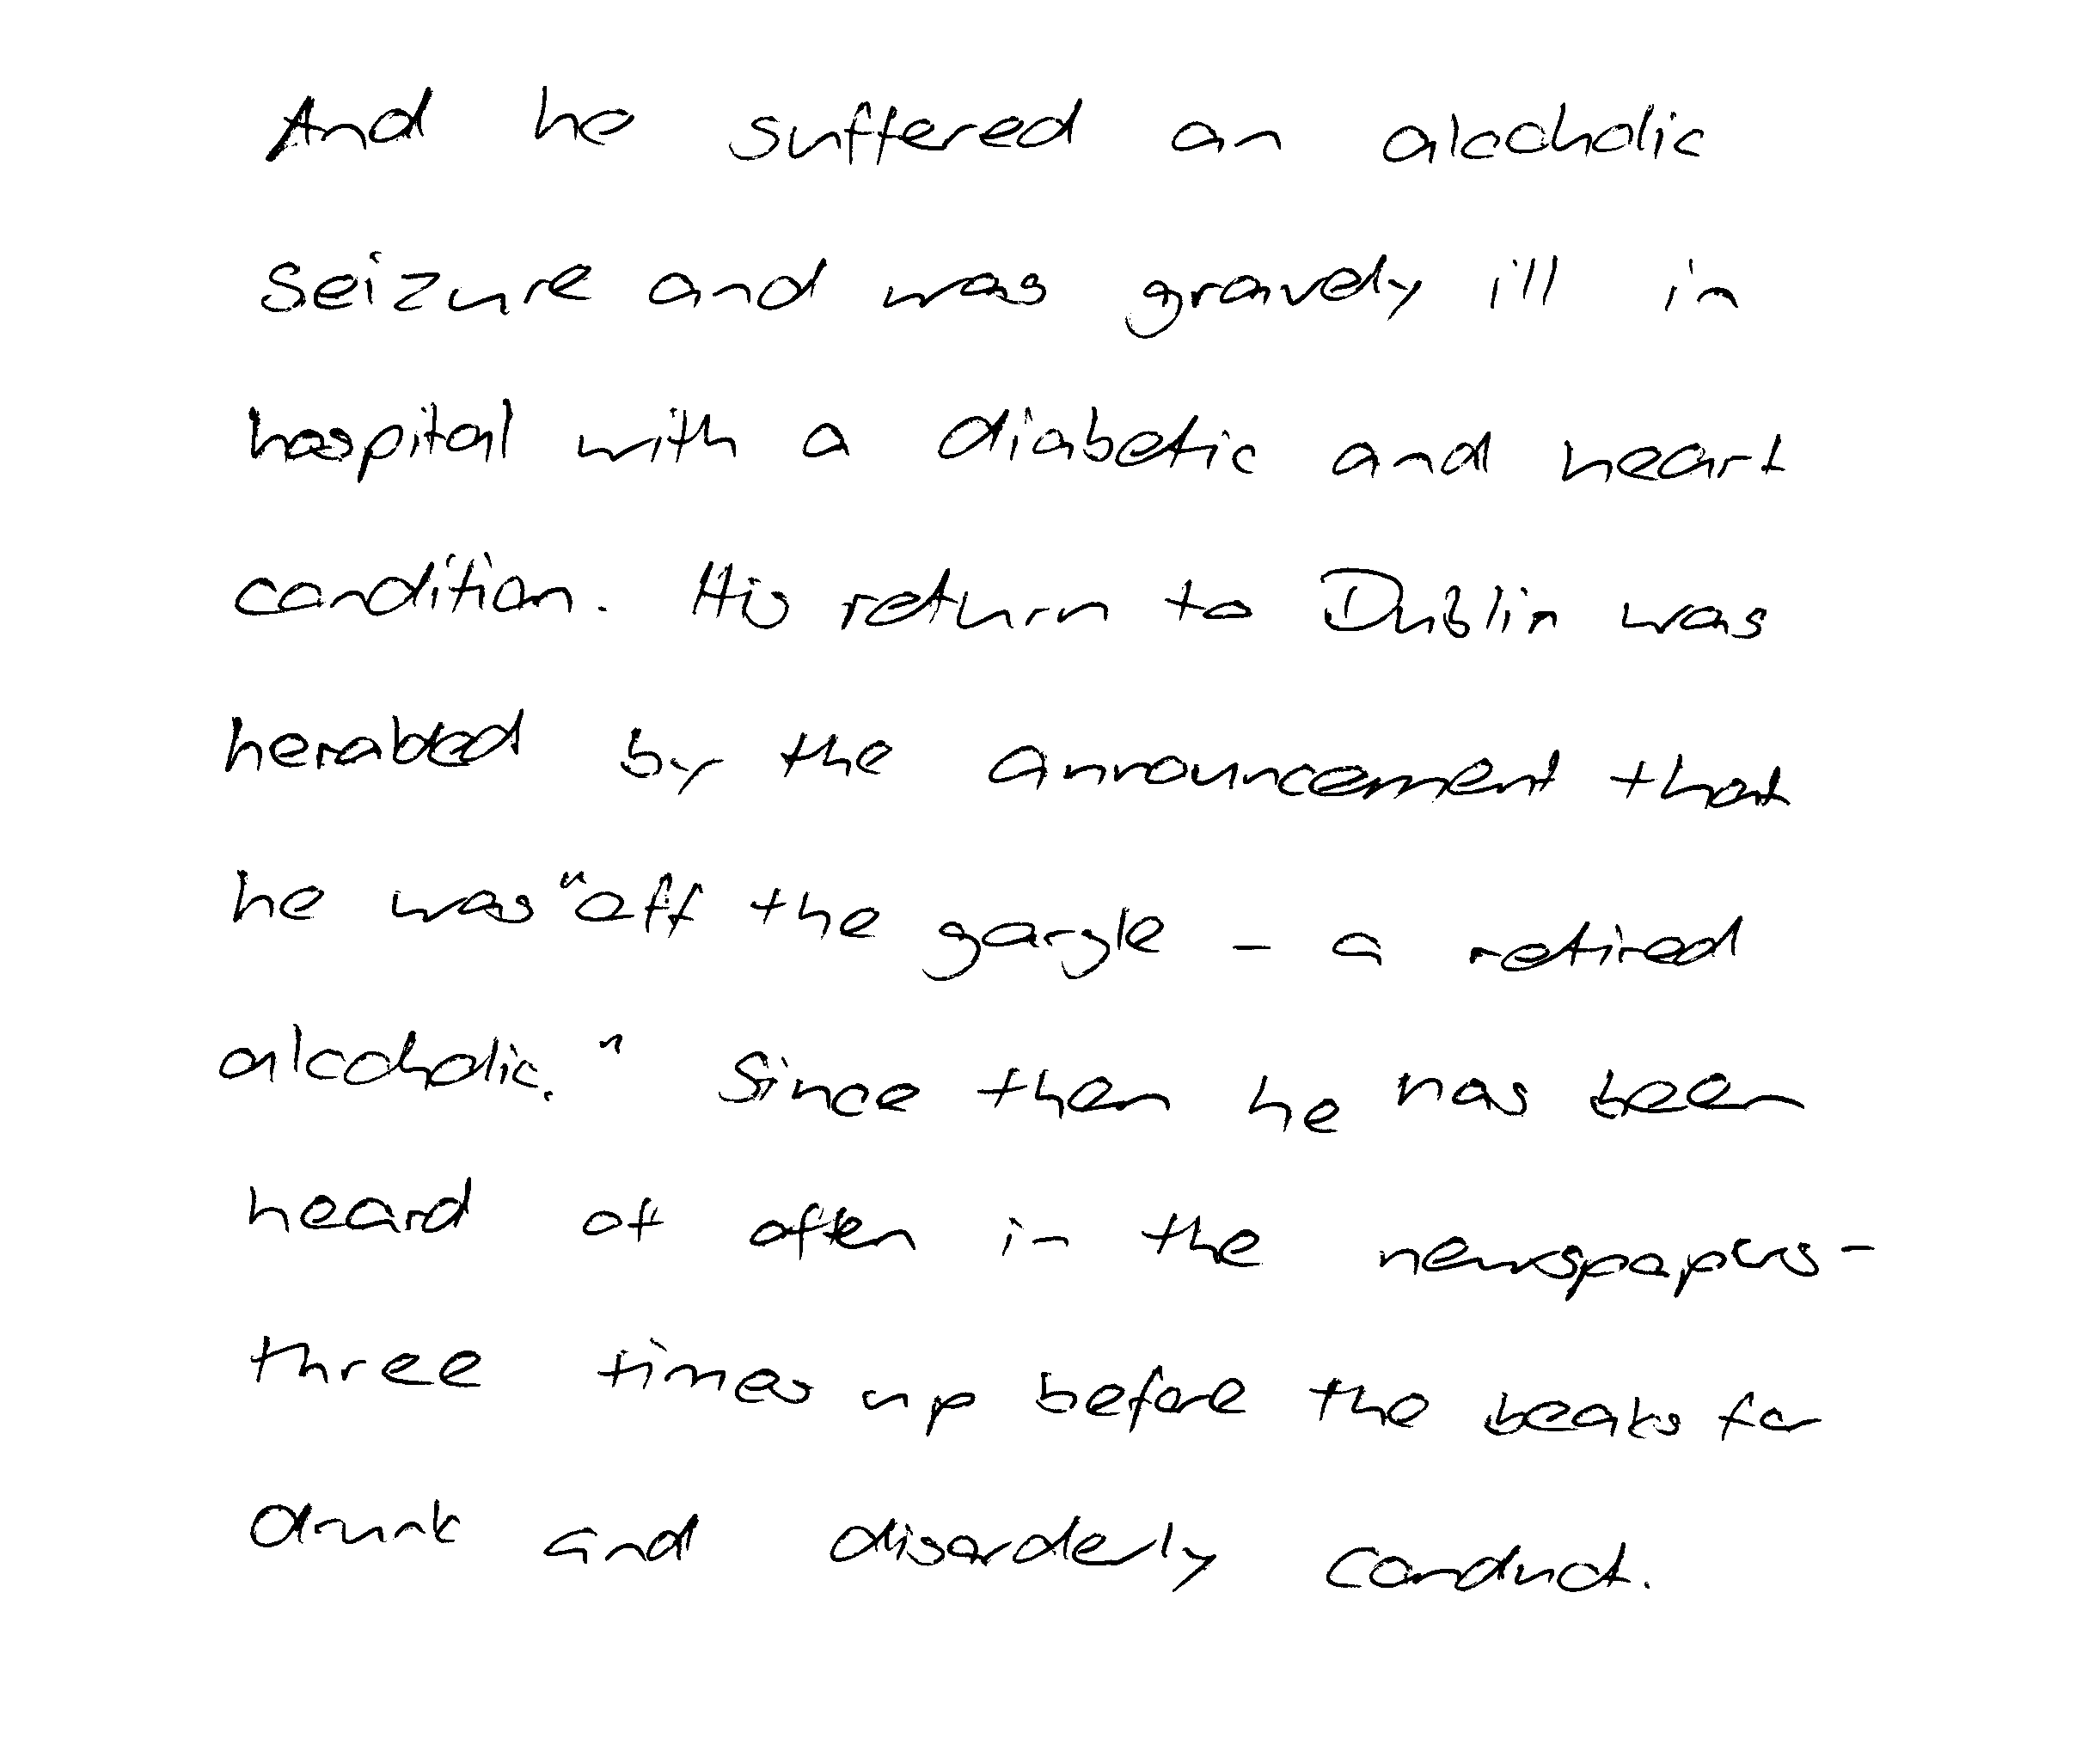 And he suffered an alcoholic
seizure and was gravely ill in
hospital with a diabetic and heart
condition. His return to Dublin was
heralded by the announcement that
he was "off the gargle - a retired
alcoholic." Since then he has been
heard of often in the newspapers -
three times up before the beaks for
drunk and disorderly conduct.